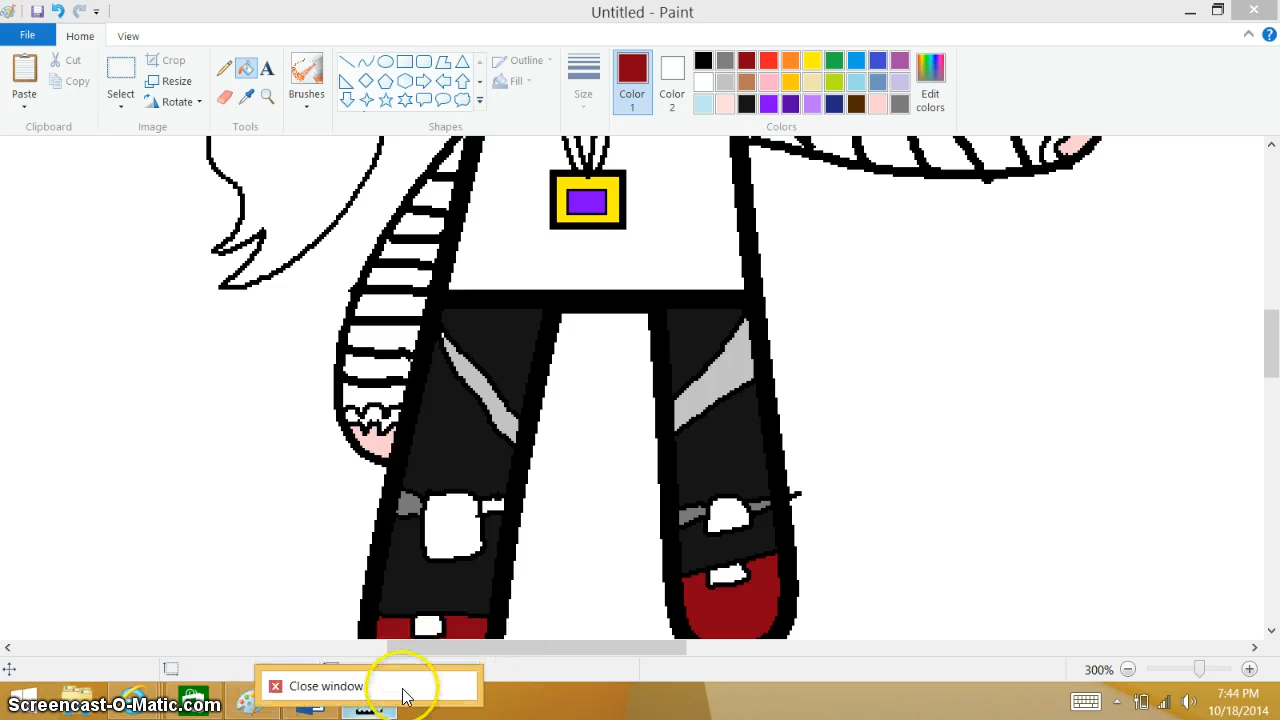 Untitled - Paint
File
Home
View
Paste
Cut
Copy
Clipboard
Select
Crop
Resize
Rotate
Image
A
Tools
Brushes
Outline
Fill
Shapes
Size
Color 1
Color 2
Colors
Edit colors
300%
Close window
Screencast-O-Matic.com
7:44 PM
10/18/2014